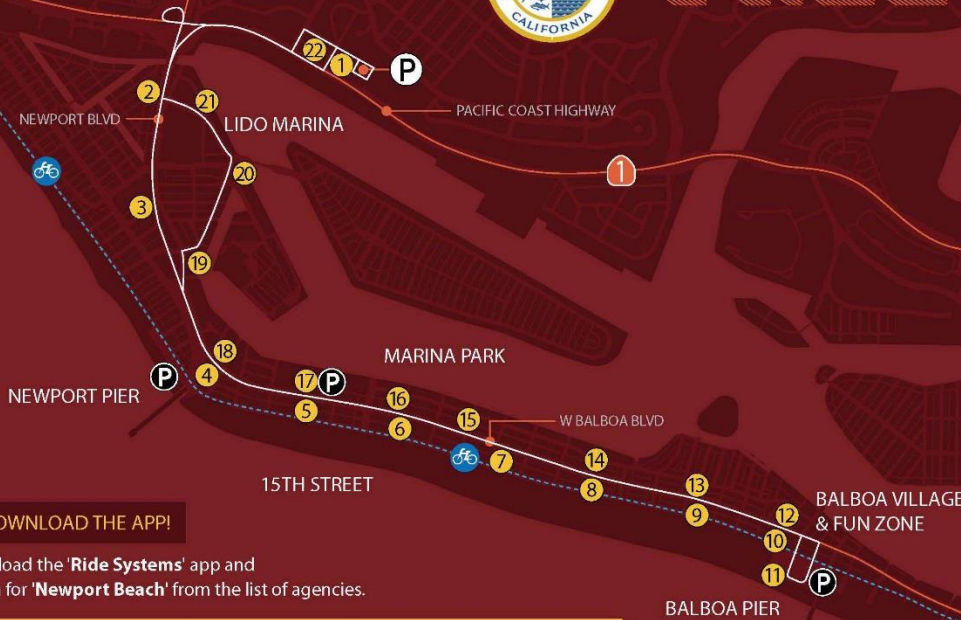 CALIFORNIA
22
1
P
2
21
NEWPORT BLVD
LIDO MARINA
PACIFIC COAST HIGHWAY
20
1
3
19
18
MARINA PARK
P
4
17
P
NEWPORT PIER
16
5
15
W BALBOA BLVD
6
7
14
15TH STREET
8
13
BALBOA VILLAGE
& FUN ZONE
9
12
OWNLOAD THE APP!
10
load the 'Ride Systems' app and
11
P
for 'Newport Beach' from the list of agencies.
BALBOA PIER